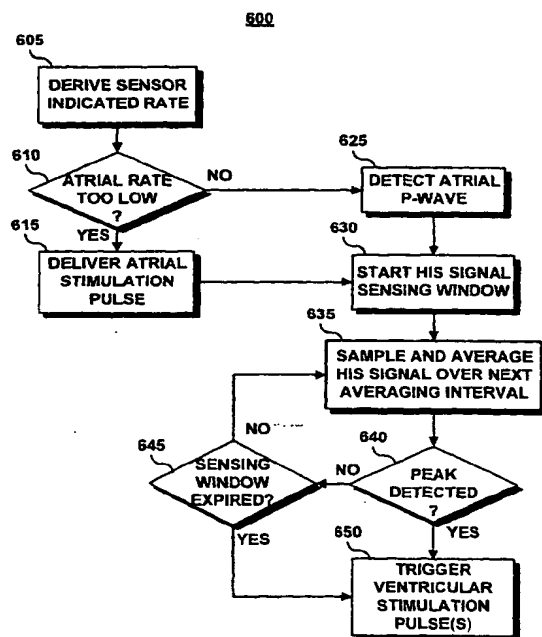 600
605
DERIVE SENSOR
INDICATED RATE
610
ATRIAL RATE
TOO LOW
?
NO
YES
615
DELIVER ATRIAL
STIMULATION
PULSE
625
DETECT ATRIAL
P-WAVE
630
START HIS SIGNAL
SENSING WINDOW
635
SAMPLE AND AVERAGE
HIS SIGNAL OVER NEXT
AVERAGING INTERVAL
640
PEAK
DETECTED
?
NO
YES
645
SENSING
WINDOW
EXPIRED?
NO
YES
650
TRIGGER
VENTRICULAR
STIMULATION
PULSE(S)